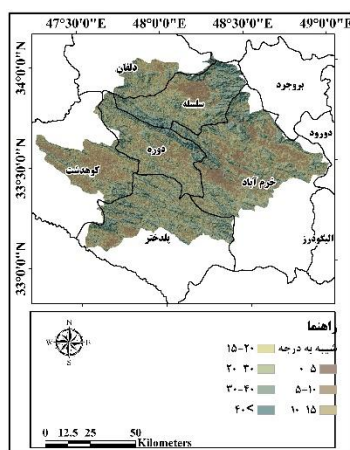 47°30'0"E 48°0'0"E 48°30'0"E 49°0'0"E
34°0'0"N
33°30'0"N
33°0'0"N
دلفان
سلسله
بروجرد
دورود
دوره
کوهدشت
خرم آباد
الیگودرز
پلدختر
راهنما
شیب به درجه
۰-۵
۵-۱۰
۱۰-۱۵
۱۵-۲۰
۲۰-۳۰
۳۰-۴۰
۴۰<
N
W E
S
0 12.5 25 50
Kilometers